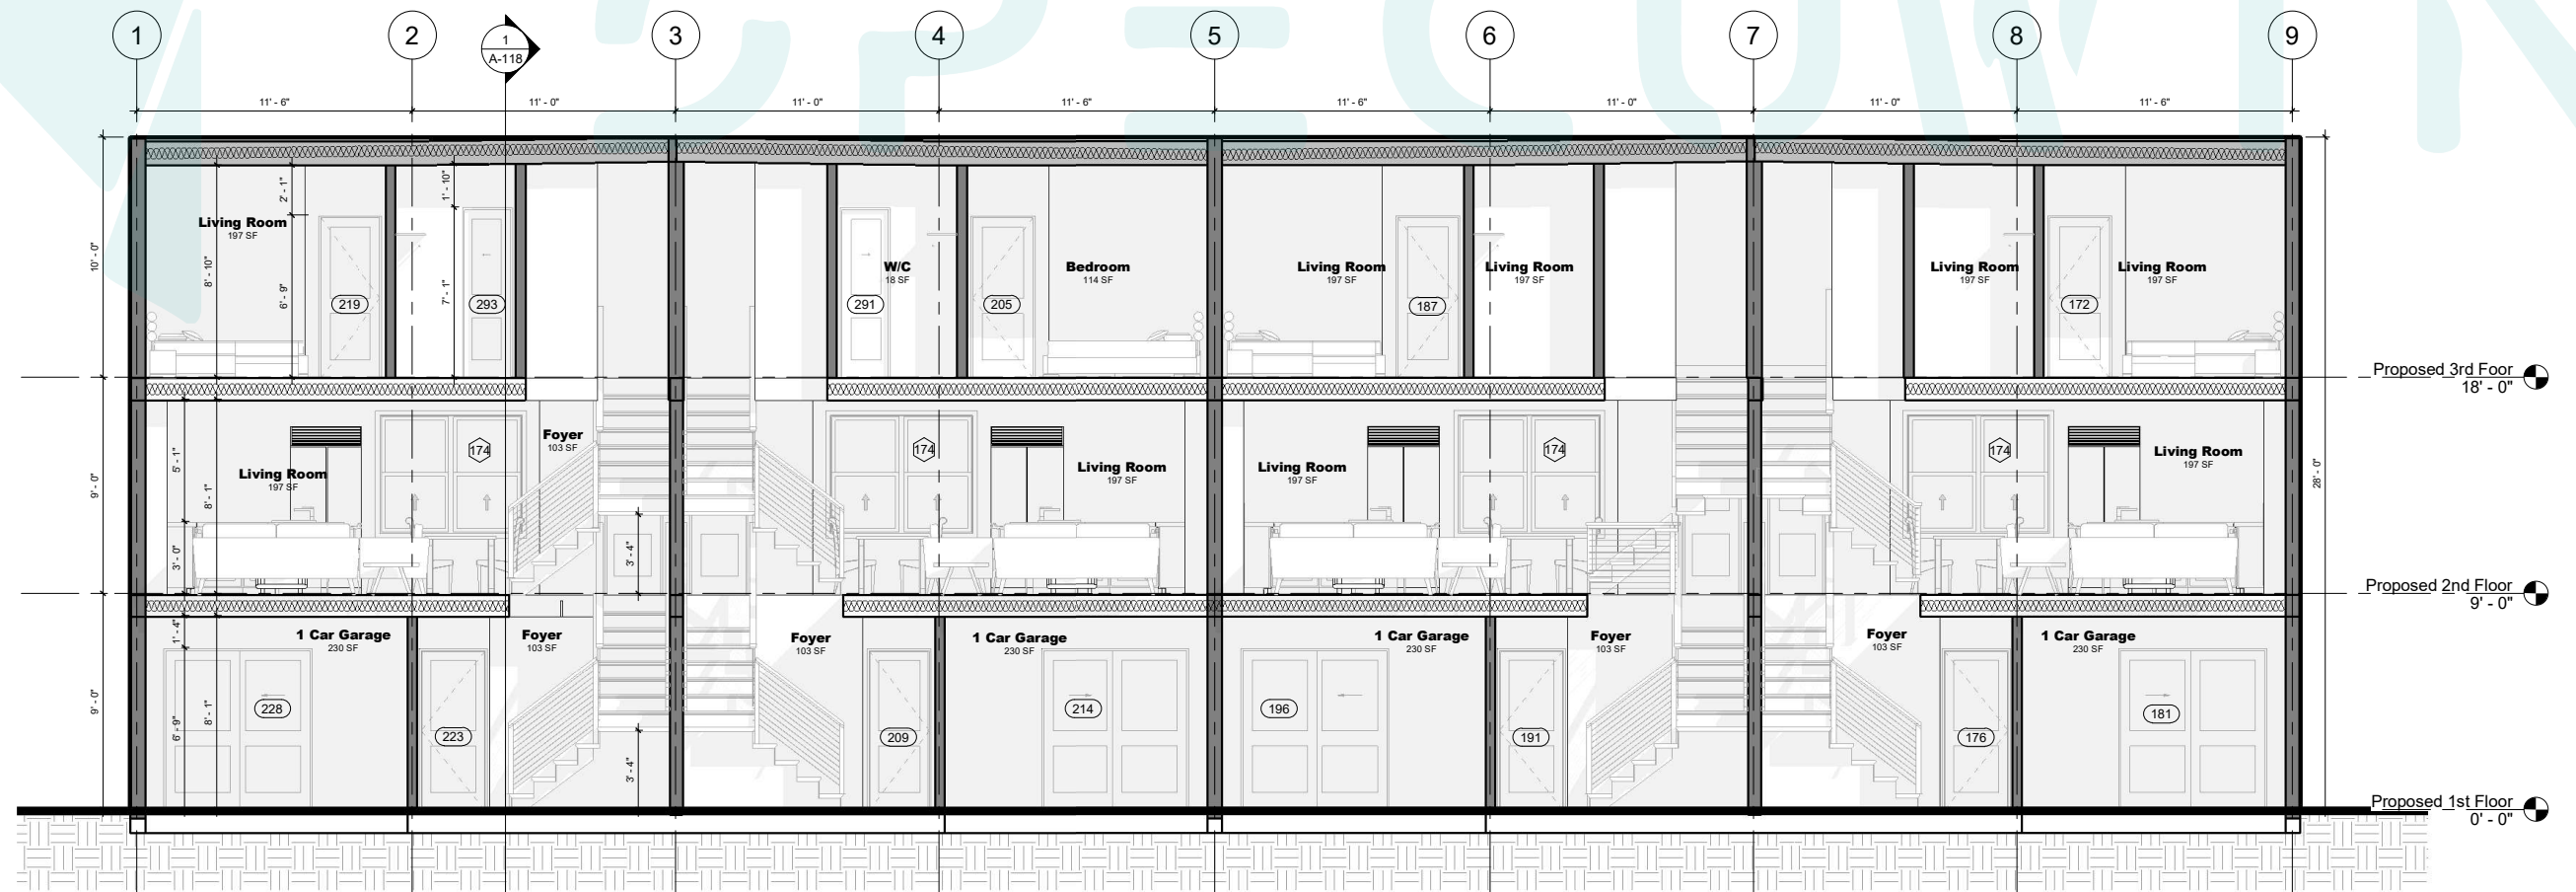 1
2
1
A-118
3
4
5
6
7
8
9
11' - 6"
11' - 0"
11' - 0"
11' - 6"
11' - 6"
11' - 0"
11' - 0"
11' - 6"
10' - 0"
8' - 10"
2' - 1"
6' - 9"
1' - 10"
7' - 1"
Living Room
197 SF
219
293
291
W/C
18 SF
205
Bedroom
114 SF
Living Room
197 SF
187
Living Room
197 SF
Living Room
197 SF
172
Living Room
197 SF
Proposed 3rd Foor
18' - 0"
9' - 0"
5' - 1"
3' - 0"
8' - 1"
Living Room
197 SF
174
Foyer
103 SF
3' - 4"
174
Living Room
197 SF
Living Room
197 SF
174
174
Living Room
197 SF
28' - 0"
Proposed 2nd Floor
9' - 0"
9' - 0"
1' - 4"
6' - 9"
8' - 1"
1 Car Garage
230 SF
228
223
Foyer
103 SF
3' - 4"
Foyer
103 SF
209
1 Car Garage
230 SF
214
196
1 Car Garage
230 SF
191
Foyer
103 SF
Foyer
103 SF
176
1 Car Garage
230 SF
181
Proposed 1st Floor
0' - 0"